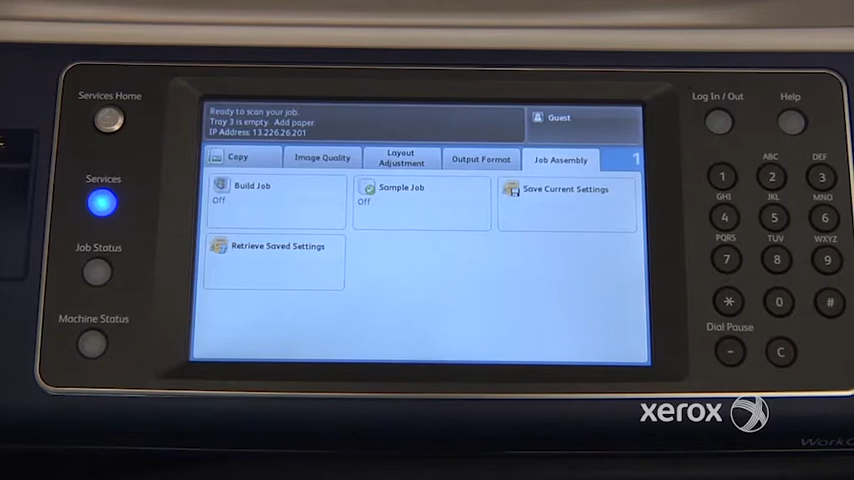 Services Home
Services
Job Status
Machine Status
Ready to scan your job.
Tray 3 is empty. Add paper.
IP Address: 13.226.26.201
Guest
Copy
Image Quality
Layout
Adjustment
Output Format
Job Assembly
1
Build Job
Off
Sample Job
Off
Save Current Settings
Retrieve Saved Settings
Log In / Out
Help
ABC
DEF
1
2
3
GHI
JKL
MNO
4
5
6
PQRS
TUV
WXYZ
7
8
9
*
0
#
Dial Pause
-
C
xerox